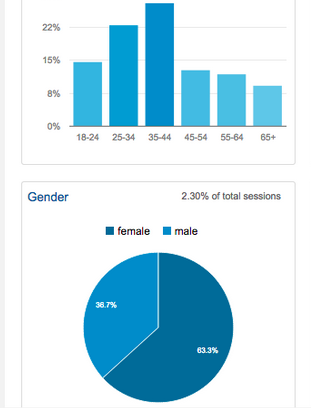 22%
15%
8%
0%
18-24 25-34 35-44 45-54 55-64 65+
Gender 2.30% of total sessions
female male
36.7%
63.3%